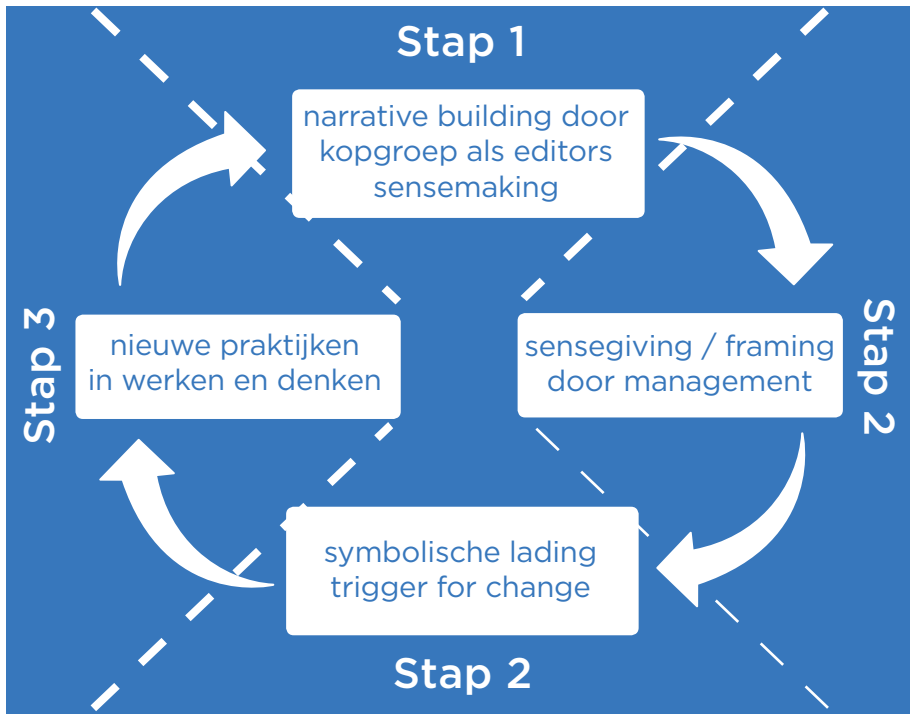 Stap 1
narrative building door
kopgroep als editors
sensemaking
Stap 2
sensegiving / framing
door management
Stap 2
symbolische lading
trigger for change
Stap 3
nieuwe praktijken
in werken en denken